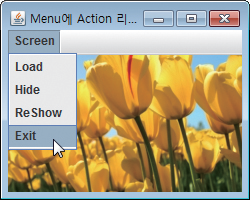 Menu에 Action 리...
Screen
Load
Hide
ReShow
Exit